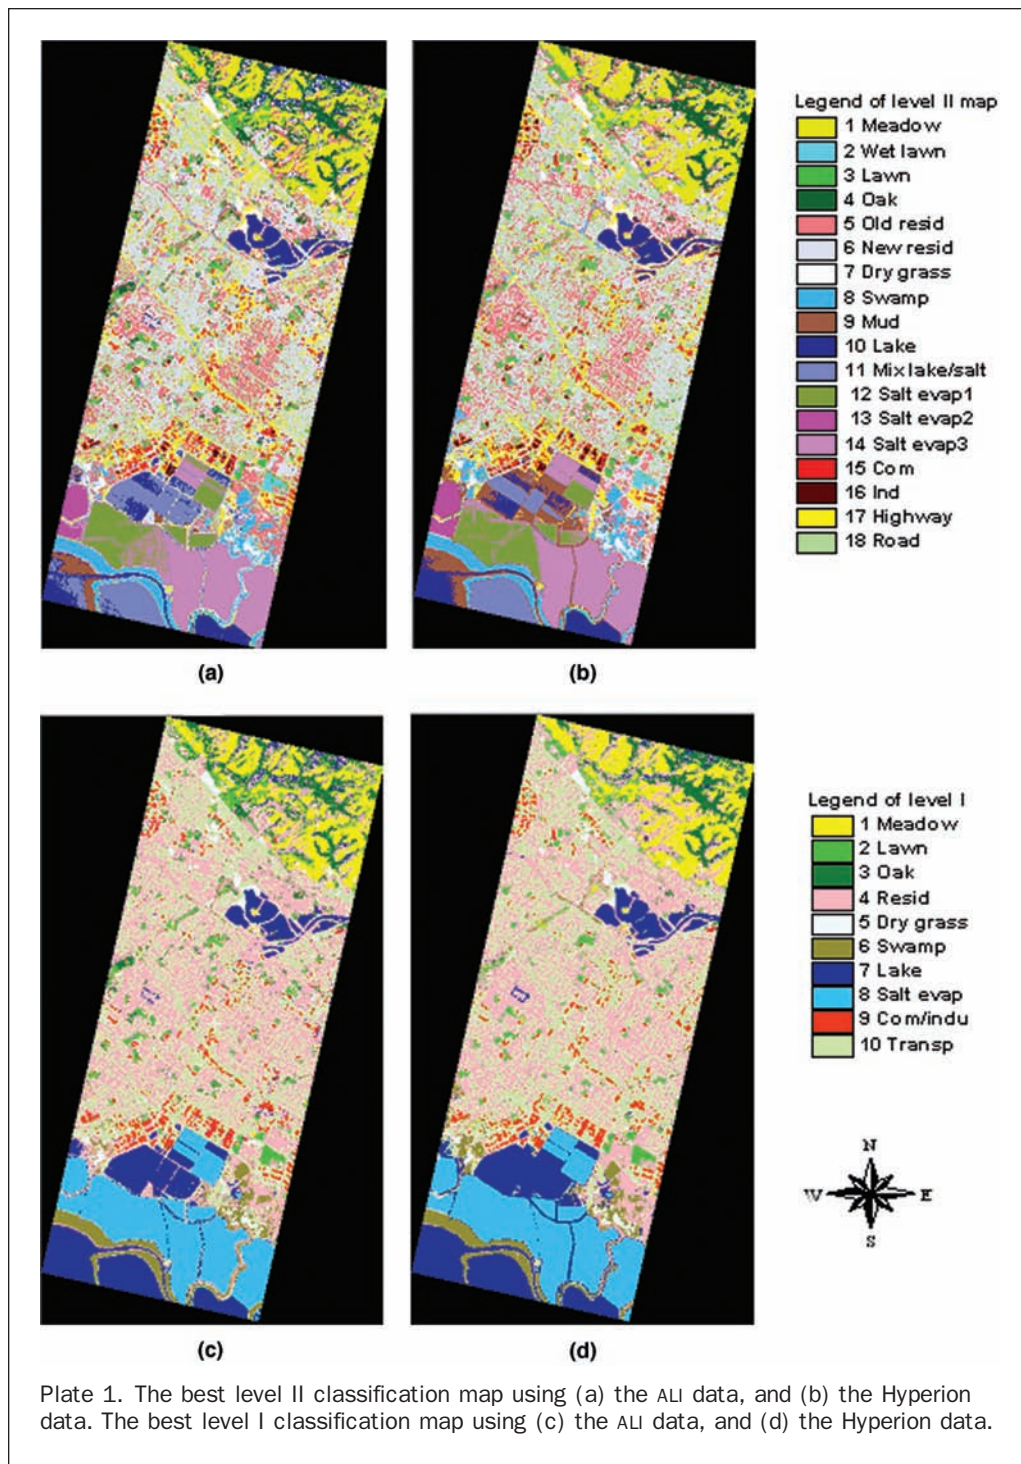 Legend of level II map
1 Meadow
2 Wet lawn
3 Lawn
4 Oak
5 Old resid
6 New resid
7 Dry grass
8 Swamp
9 Mud
10 Lake
11 Mix lake/salt
12 Salt evap1
13 Salt evap2
14 Salt evap3
15 Com
16 Ind
17 Highway
18 Road
(a)
(b)
Legend of level I
1 Meadow
2 Lawn
3 Oak
4 Resid
5 Dry grass
6 Swamp
7 Lake
8 Salt evap
9 Com/indu
10 Transp
N
W E
S
(c)
(d)
Plate 1. The best level II classification map using (a) the ALI data, and (b) the Hyperion
data. The best level I classification map using (c) the ALI data, and (d) the Hyperion data.